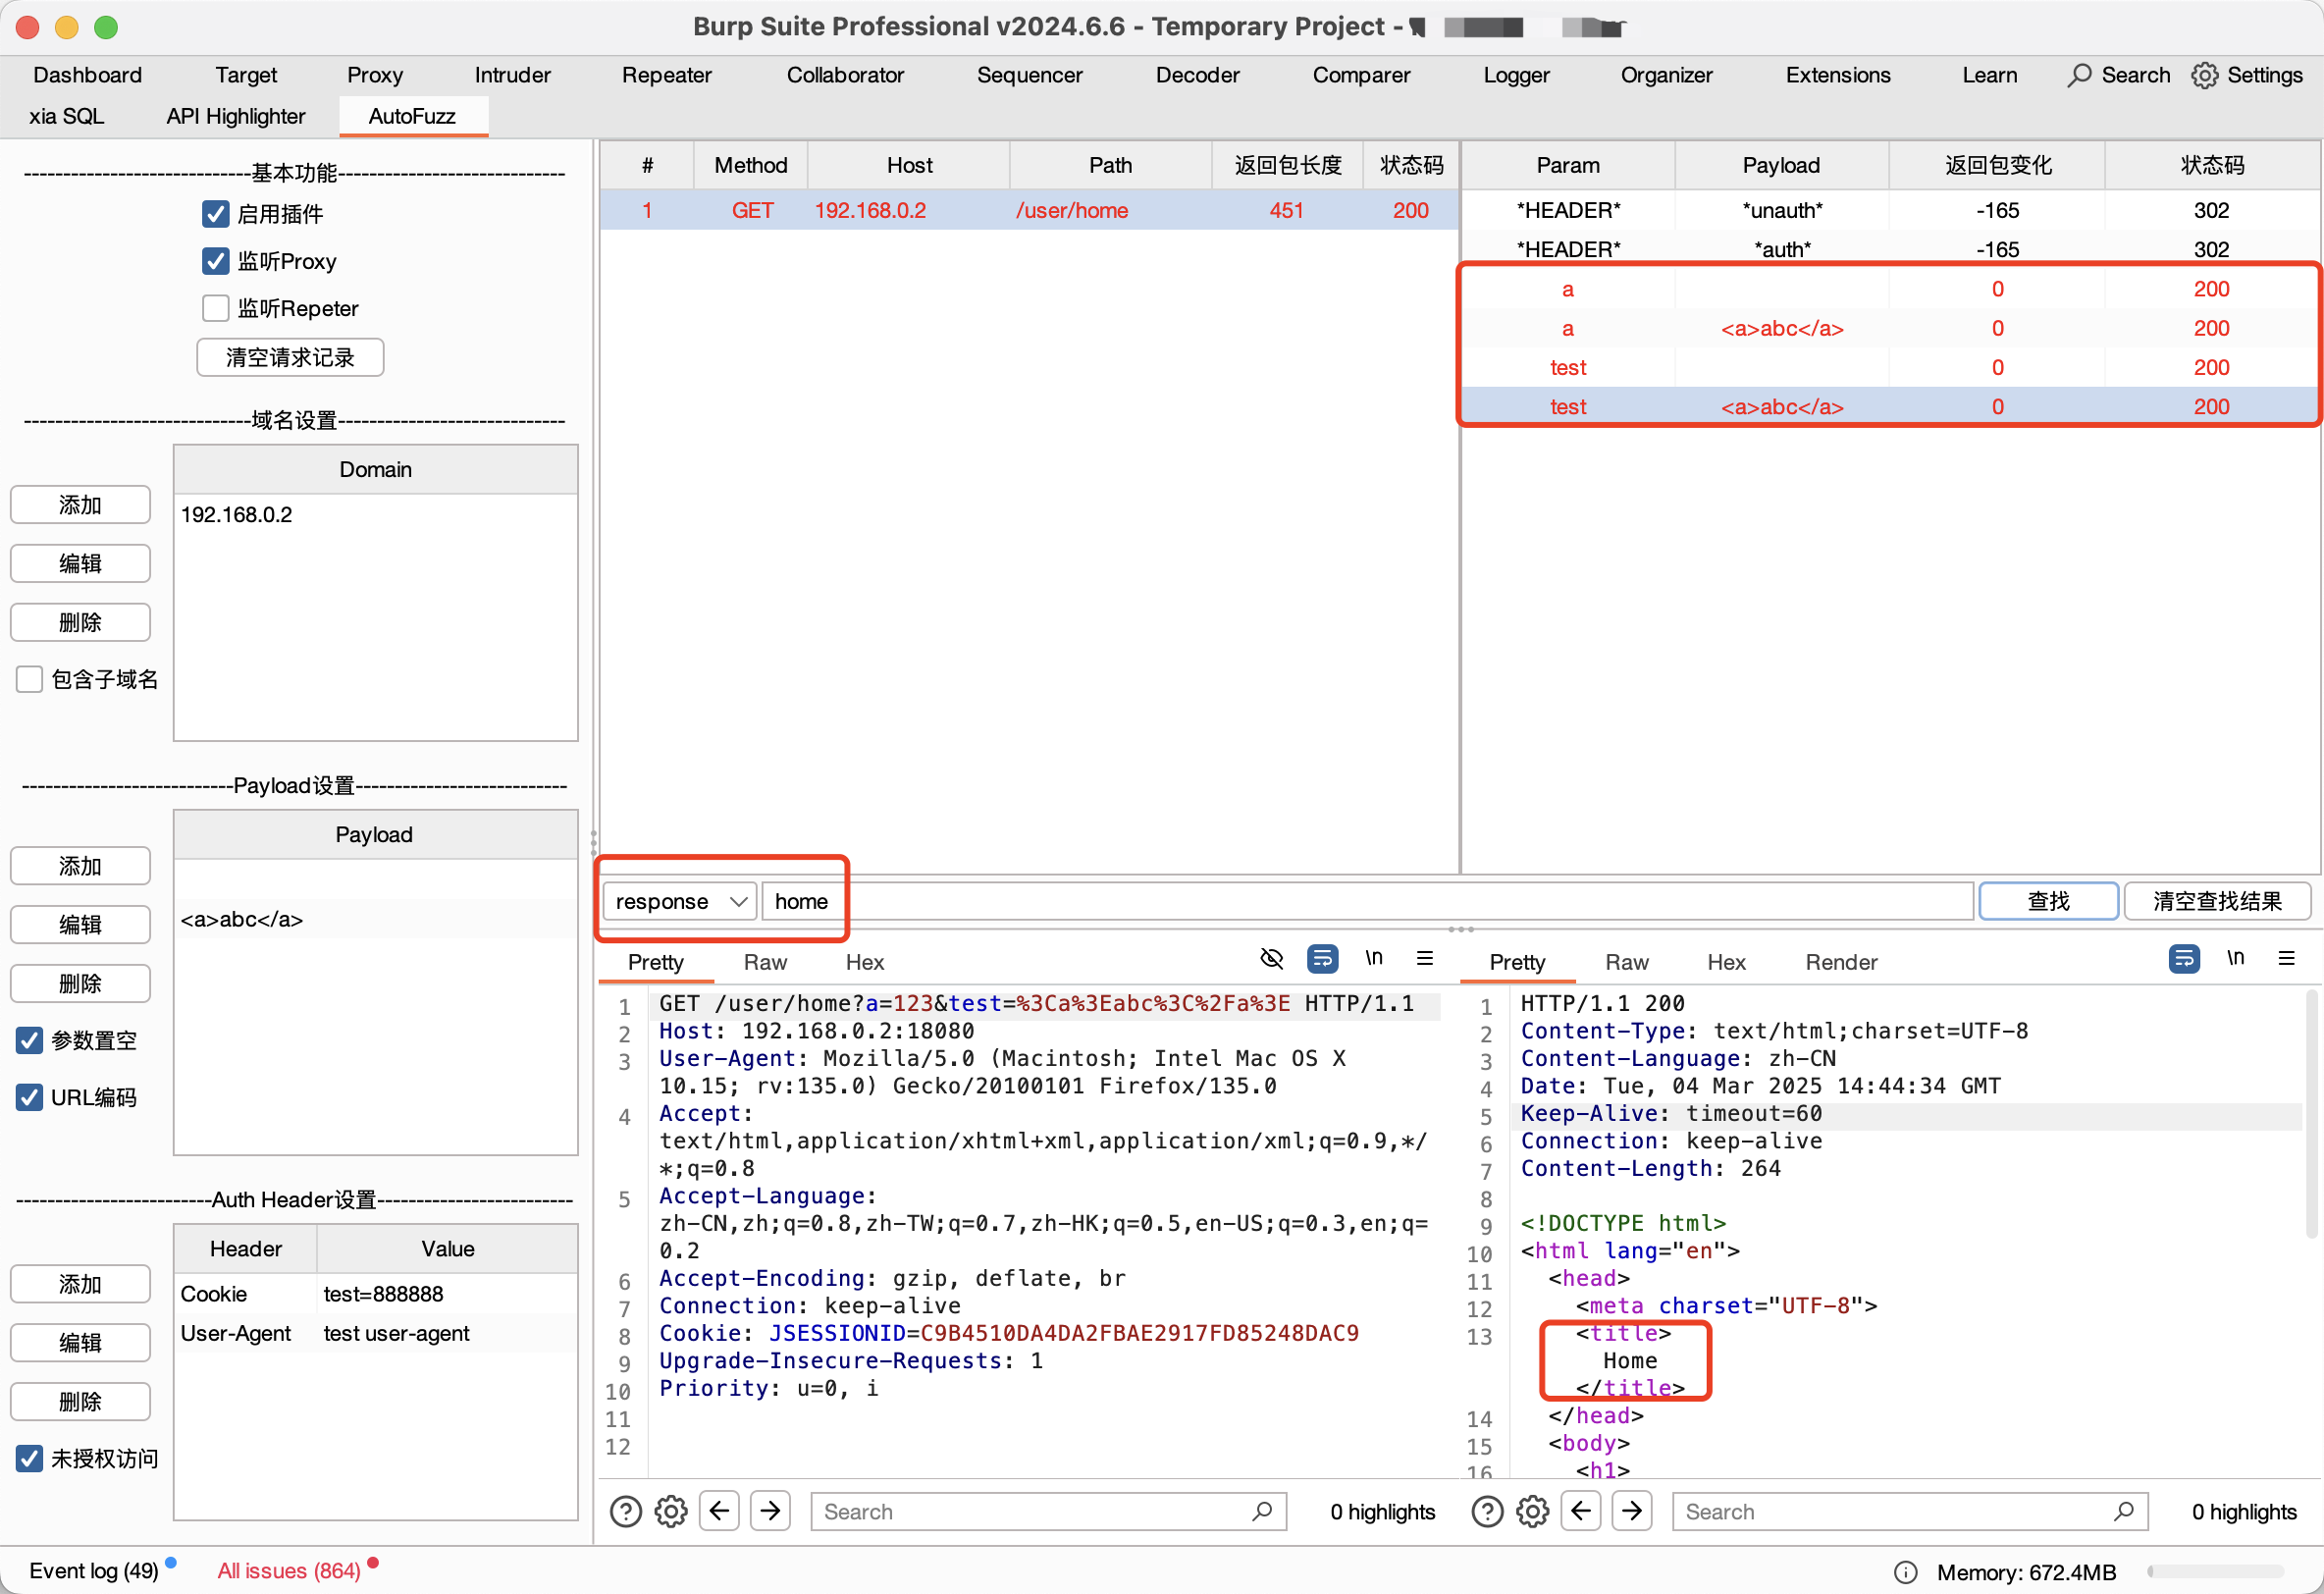 Burp Suite Professional v2024.6.6 - Temporary Project -
Dashboard Target Proxy Intruder Repeater Collaborator Sequencer Decoder Comparer Logger Organizer Extensions Learn Search Settings
xia SQL API Highlighter AutoFuzz
-----------------------------基本功能-----------------------------
启用插件
监听Proxy
监听Repeter
清空请求记录
-----------------------------域名设置-----------------------------
Domain
添加
192.168.0.2
编辑
删除
包含子域名
---------------------------Payload设置---------------------------
Payload
添加
编辑
<a>abc</a>
删除
参数置空
URL编码
-------------------------Auth Header设置-------------------------
Header Value
添加
Cookie test=888888
编辑
User-Agent test user-agent
删除
未授权访问
# Method Host Path 返回包长度 状态码
1 GET 192.168.0.2 /user/home 451 200
Param Payload 返回包变化 状态码
*HEADER* *unauth* -165 302
*HEADER* *auth* -165 302
a 0 200
a <a>abc</a> 0 200
test 0 200
test <a>abc</a> 0 200
response home 查找 清空查找结果
Pretty Raw Hex \n
1 GET /user/home?a=123&test=%3Ca%3Eabc%3C%2Fa%3E HTTP/1.1
2 Host: 192.168.0.2:18080
3 User-Agent: Mozilla/5.0 (Macintosh; Intel Mac OS X
10.15; rv:135.0) Gecko/20100101 Firefox/135.0
4 Accept:
text/html,application/xhtml+xml,application/xml;q=0.9,*/
*;q=0.8
5 Accept-Language:
zh-CN,zh;q=0.8,zh-TW;q=0.7,zh-HK;q=0.5,en-US;q=0.3,en;q=
0.2
6 Accept-Encoding: gzip, deflate, br
7 Connection: keep-alive
8 Cookie: JSESSIONID=C9B4510DA4DA2FBAE2917FD85248DAC9
9 Upgrade-Insecure-Requests: 1
10 Priority: u=0, i
11
12
Search 0 highlights
Pretty Raw Hex Render \n
1 HTTP/1.1 200
2 Content-Type: text/html;charset=UTF-8
3 Content-Language: zh-CN
4 Date: Tue, 04 Mar 2025 14:44:34 GMT
5 Keep-Alive: timeout=60
6 Connection: keep-alive
7 Content-Length: 264
8
9 <!DOCTYPE html>
10 <html lang="en">
11 <head>
12 <meta charset="UTF-8">
13 <title>
Home
</title>
14 </head>
15 <body>
16 <h1>
Search 0 highlights
Event log (49) All issues (864) Memory: 672.4MB